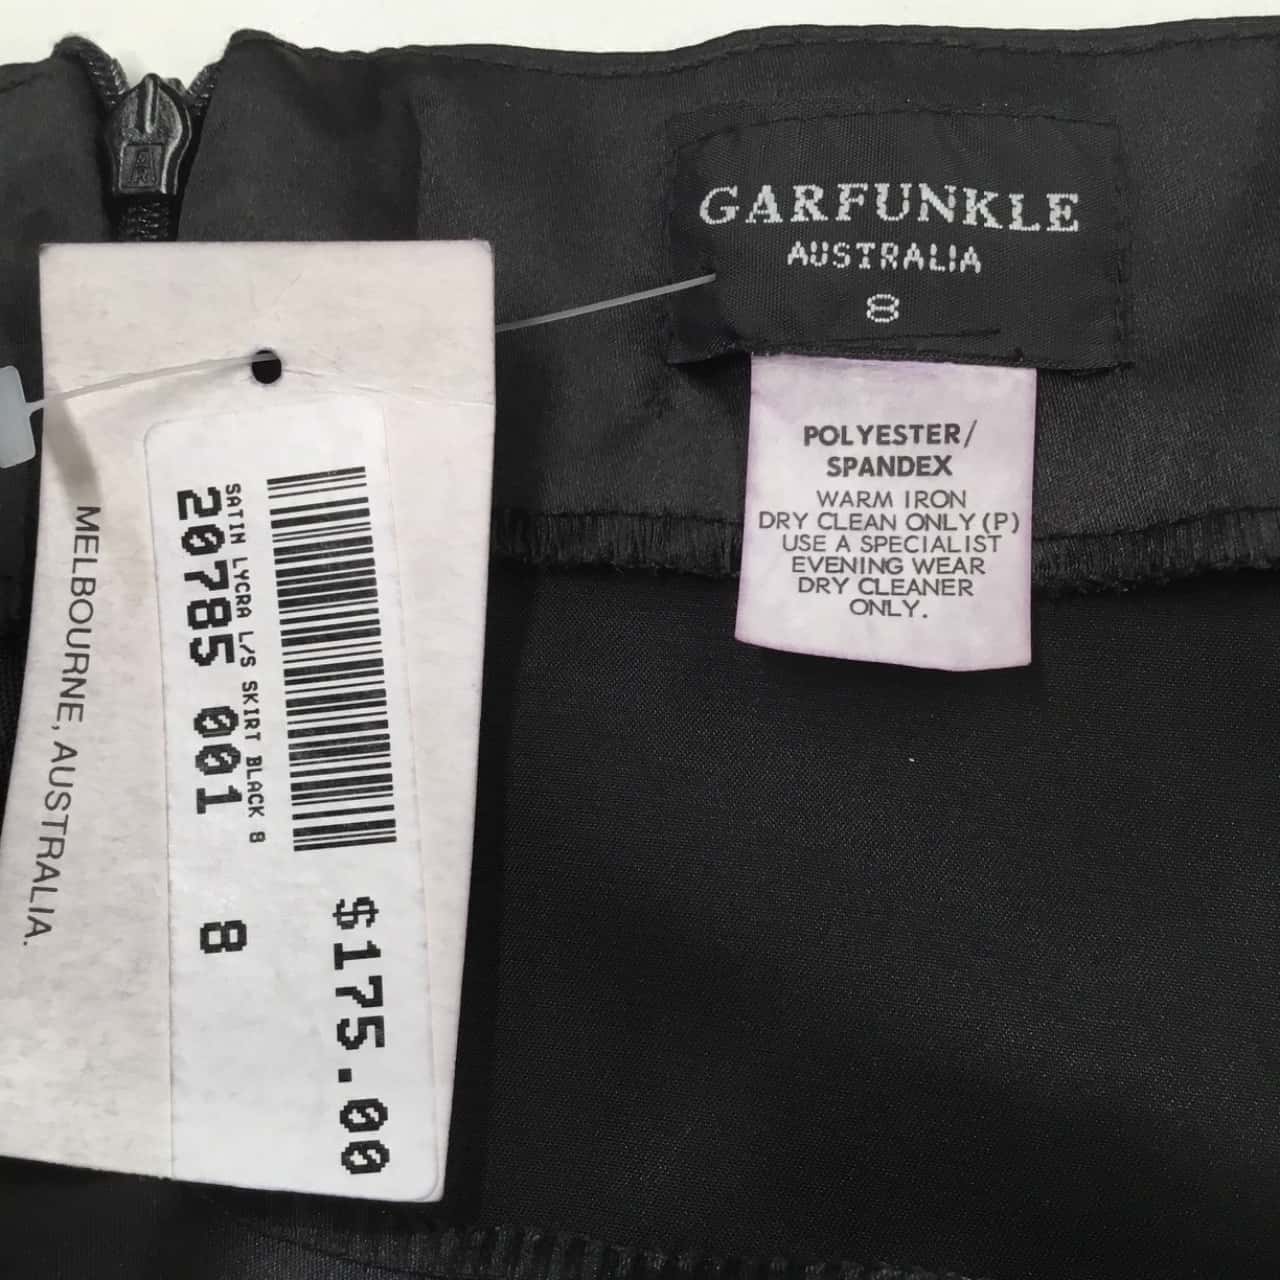 GARFUNKLE
AUSTRALIA
8
POLYESTER/
SPANDEX
WARM IRON
DRY CLEAN ONLY (P)
USE A SPECIALIST
EVENING WEAR
DRY CLEANER
ONLY.
SATIN LYCRA L/S SKIRT BLACK 8
20785 001 8
$175.00
MELBOURNE, AUSTRALIA.